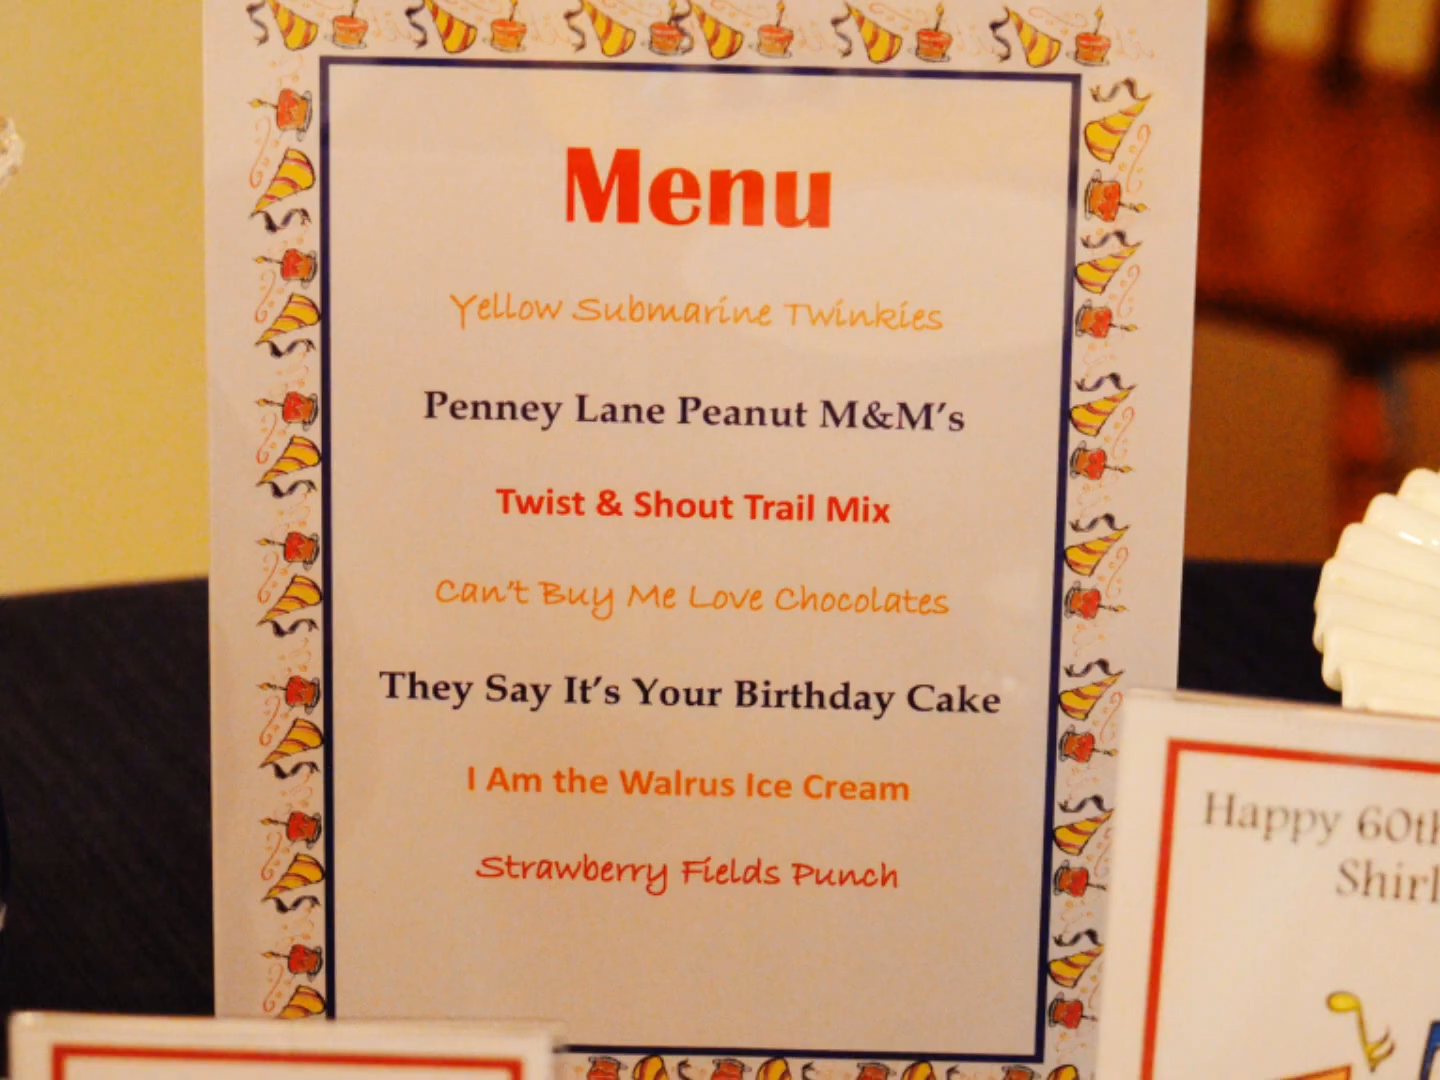 Menu
Yellow Submarine Twinkies
Penney Lane Peanut M&M's
Twist & Shout Trail Mix
Can't Buy Me Love Chocolates
They Say It's Your Birthday Cake
I Am the Walrus Ice Cream
Strawberry Fields Punch
Happy 60th